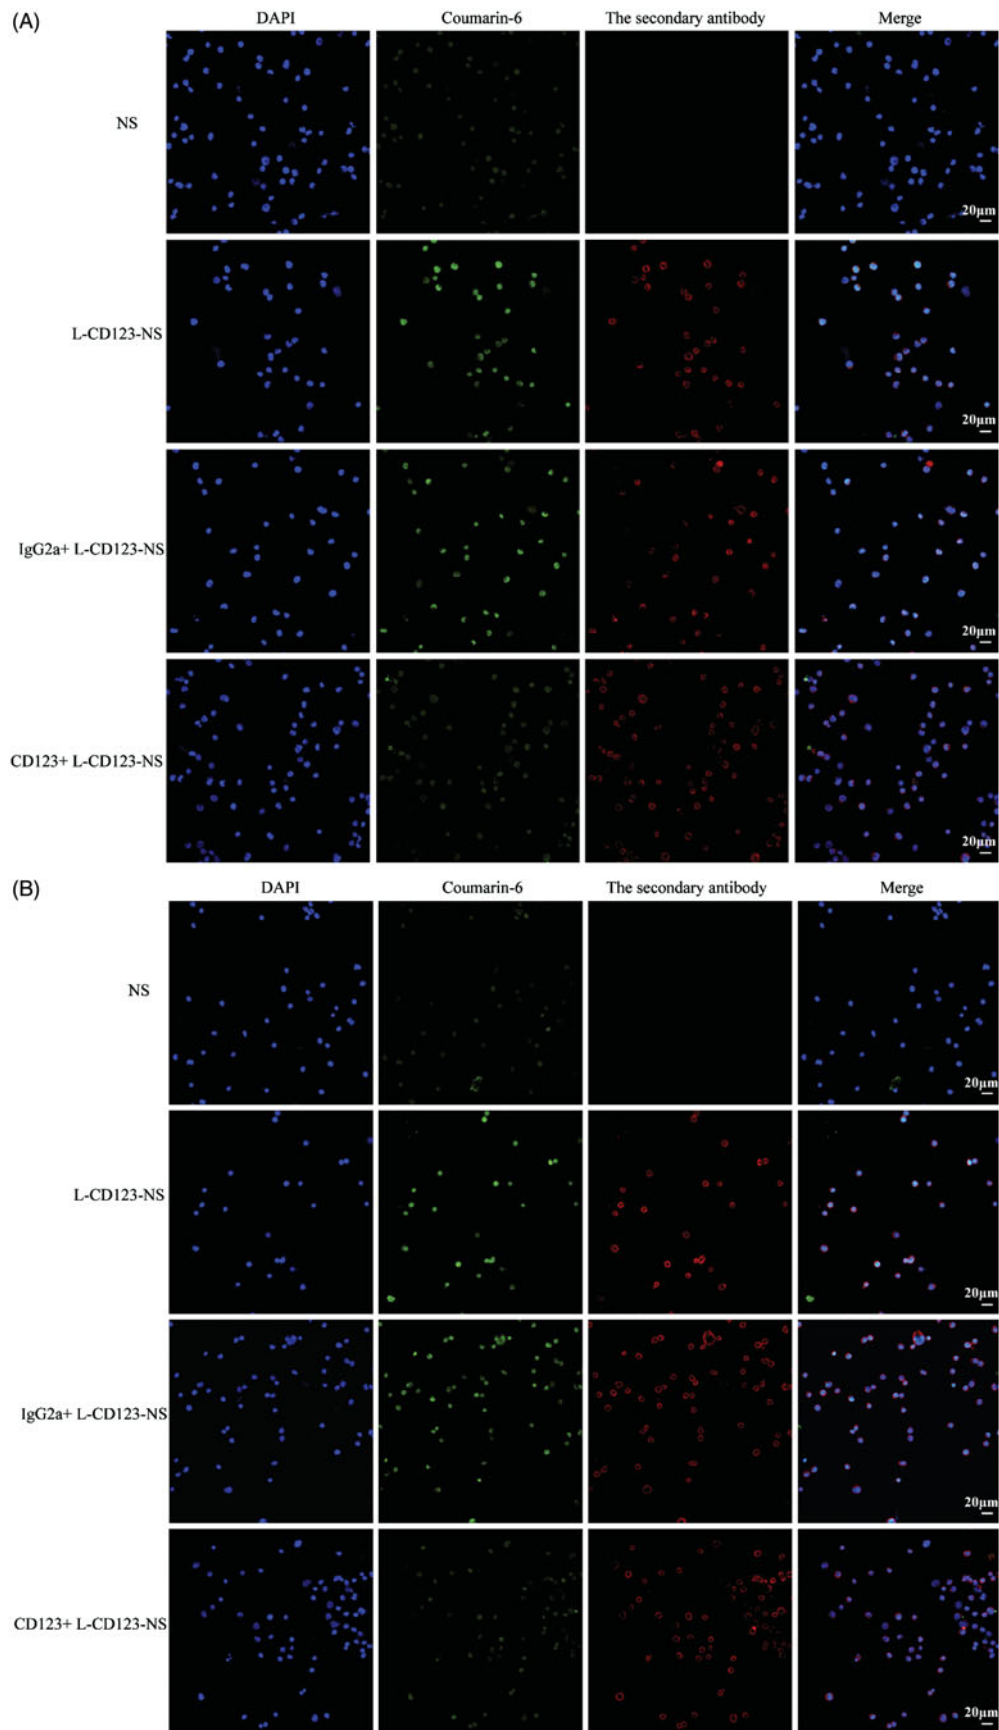 (A)
DAPI Coumarin-6 The secondary antibody Merge
NS
20μm
L-CD123-NS
20μm
IgG2a+ L-CD123-NS
20μm
CD123+ L-CD123-NS
20μm
(B)
DAPI Coumarin-6 The secondary antibody Merge
NS
20μm
L-CD123-NS
20μm
IgG2a+ L-CD123-NS
20μm
CD123+ L-CD123-NS